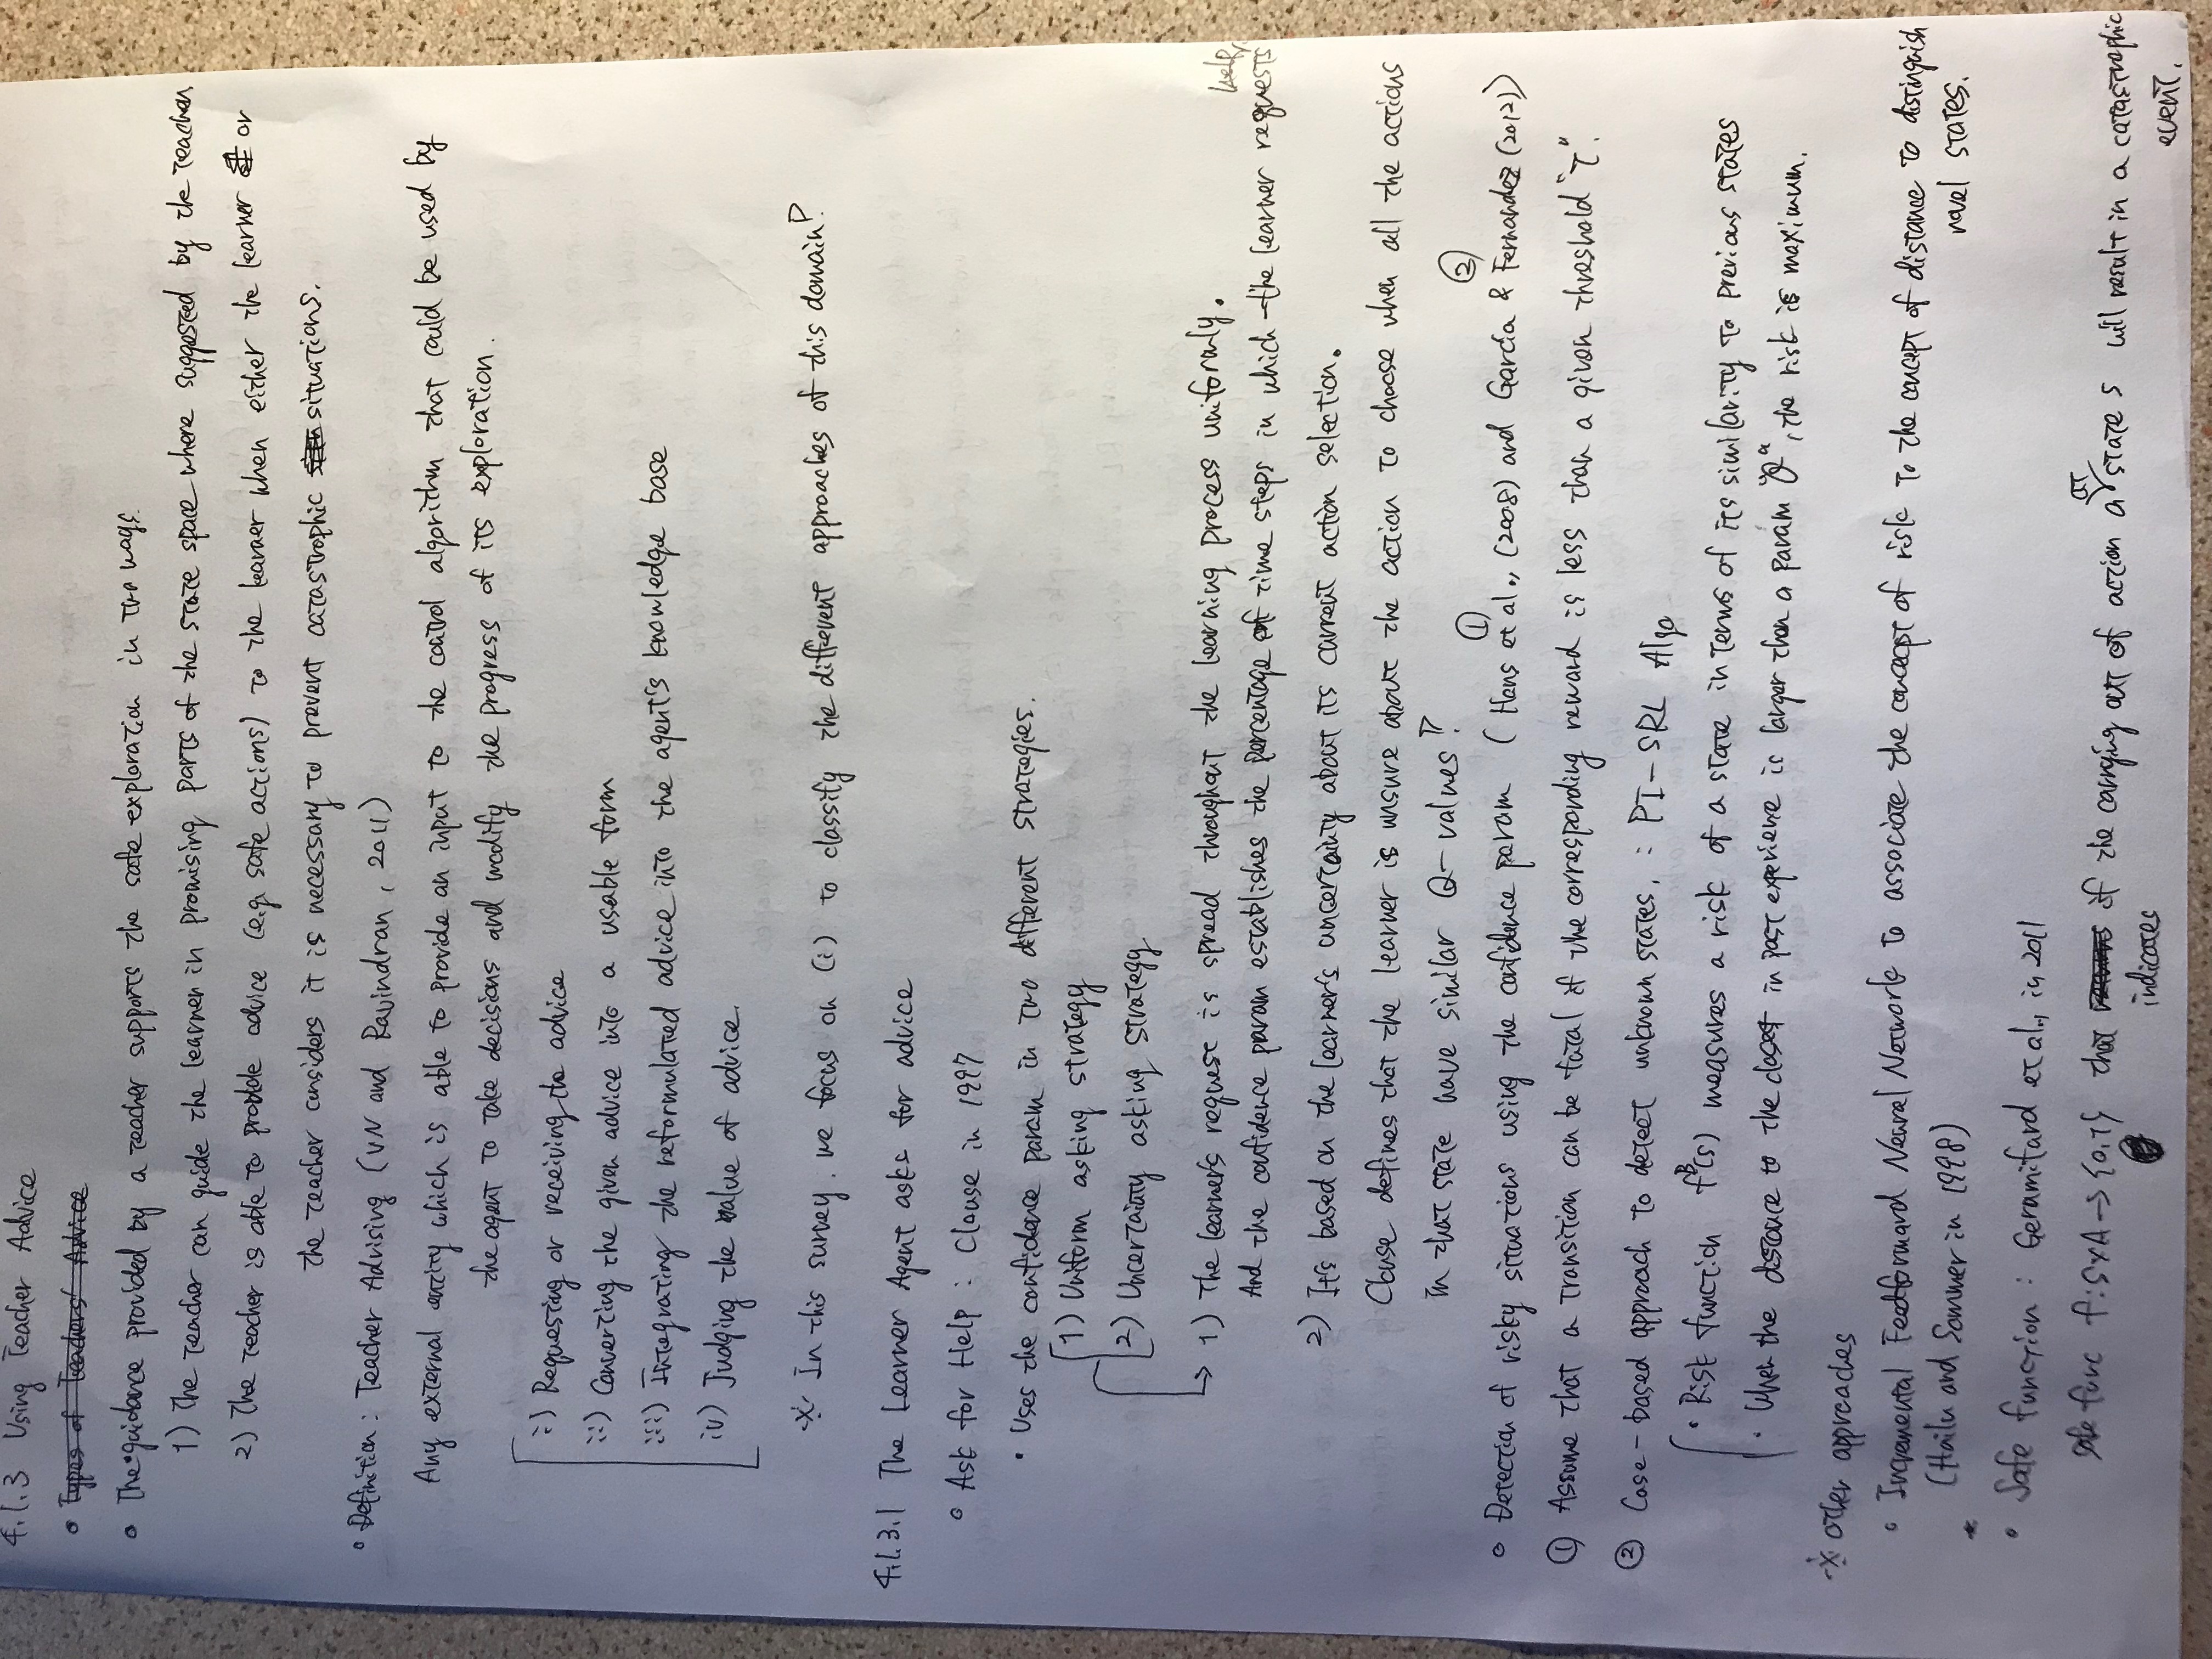 4.1.3 Using Teacher Advice
• Types of Teachers' Advice
• The guidance provided by a teacher supports the safe exploration in two ways.
1) The teacher can guide the learner in promising parts of the state space where suggested by the teacher
2) The teacher is able to provide advice (e.g. safe actions) to the learner when either the learner or
the teacher considers it is necessary to prevent catastrophic situations.
• Definition : Teacher Advising (VN and Ravindran, 2011)
Any external entity which is able to provide an input to the control algorithm that could be used by
the agent to take decisions and modify the progress of its exploration.
i) Requesting or receiving the advice
ii) Converting the given advice into a usable form
iii) Integrating the reformulated advice into the agent's knowledge base
iv) Judging the value of advice.
※ In this survey, we focus on (i) to classify the different approaches of this domain!
4.1.3.1 The Learner Agent asks for advice
• Ask for Help : Clouse in 1997
• Uses the confidence param in two different strategies.
1) Uniform asking strategy
2) Uncertainty asking strategy
→ 1) The learner's request is spread throughout the learning process uniformly.
And the confidence param establishes the percentage of time steps in which the learner requests help
2) It's based on the learner's uncertainty about its current action selection.
Clouse defines that the learner is unsure about the action to choose when all the actions
in that state have similar Q-values!
① ②
• Detection of risky situations using the confidence param (Hans et al., (2008) and García & Fernandez (2012))
① Assume that a transition can be fatal if the corresponding reward is less than a given threshold "τ".
② Case-based approach to detect unknown states. : PI-SRL Algo
• Risk function f^B(s) measures a risk of a state in terms of its similarity to previous states
• When the distance to the closest in past experience is larger than a param "θ", the risk is maximum.
※ Other approaches
• Incremental Feedforward Neural Network to associate the concept of risk to the concept of distance to distinguish
novel states.
(Hailu and Sommer in 1998)
• Safe function : Geramifard et al., in 2011
safe func f: S×A → {0,1} that indicates if the carrying out of action a at state s will result in a catastrophic
event.